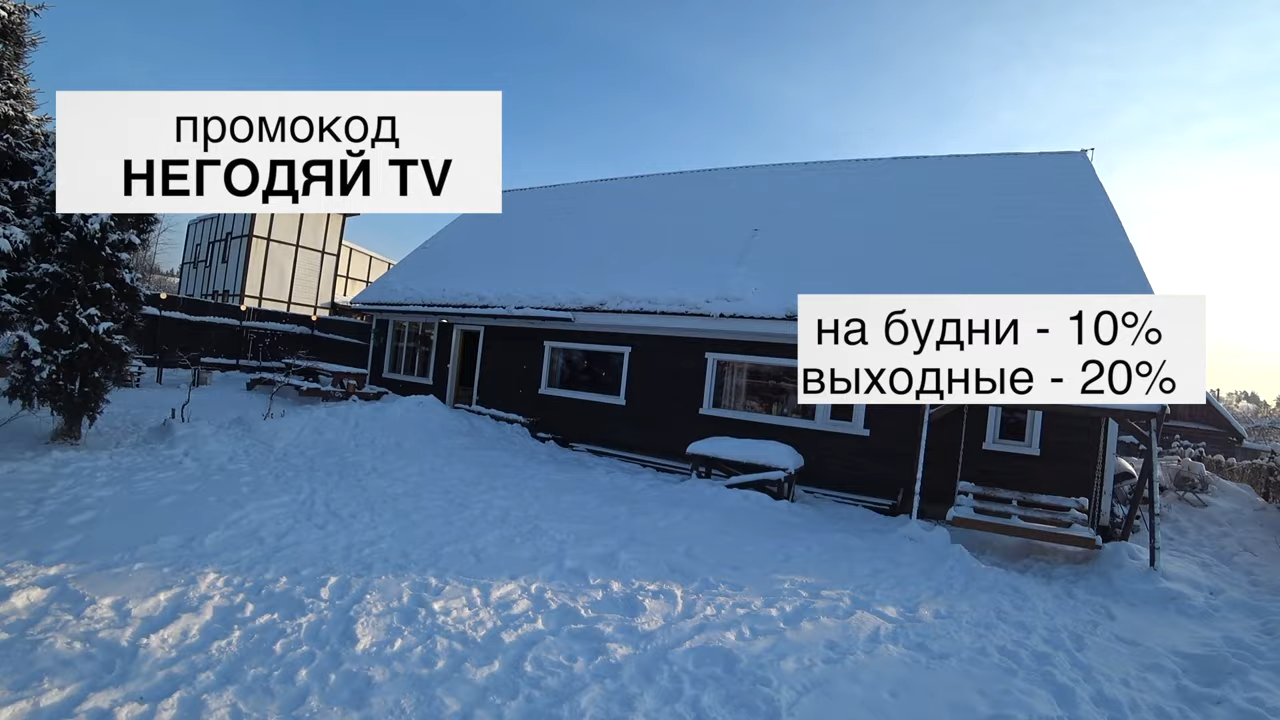 промокод
НЕГОДЯЙ TV
на будни - 10%
выходные - 20%